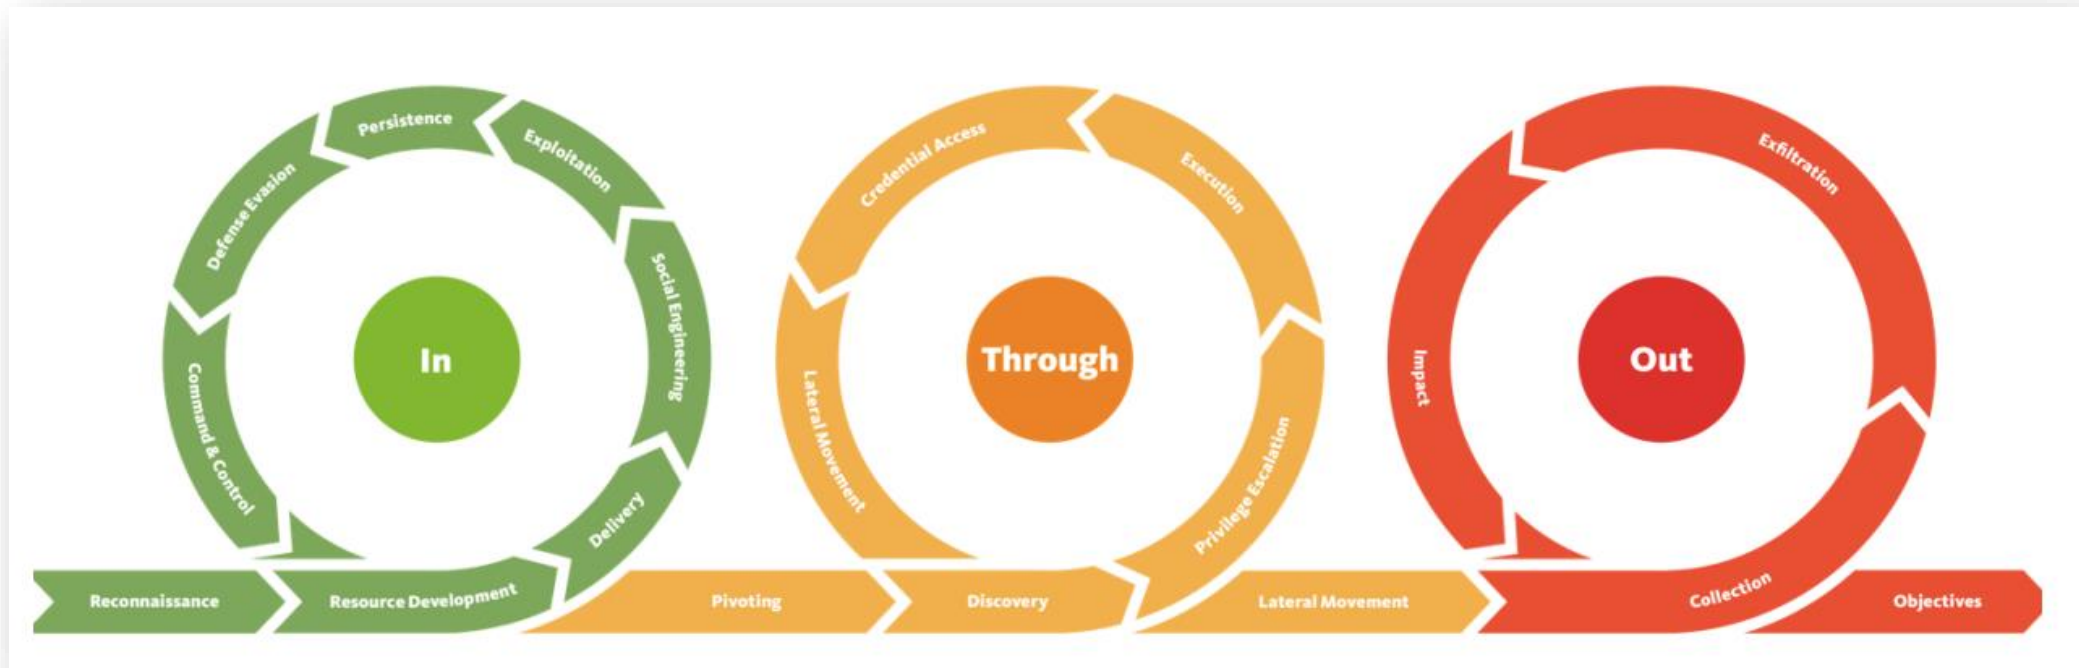 Reconnaissance
Resource Development
Delivery
Social Engineering
Exploitation
Persistence
Defense Evasion
Command & Control
In
Pivoting
Discovery
Privilege Escalation
Execution
Credential Access
Lateral Movement
Through
Lateral Movement
Collection
Exfiltration
Impact
Out
Objectives